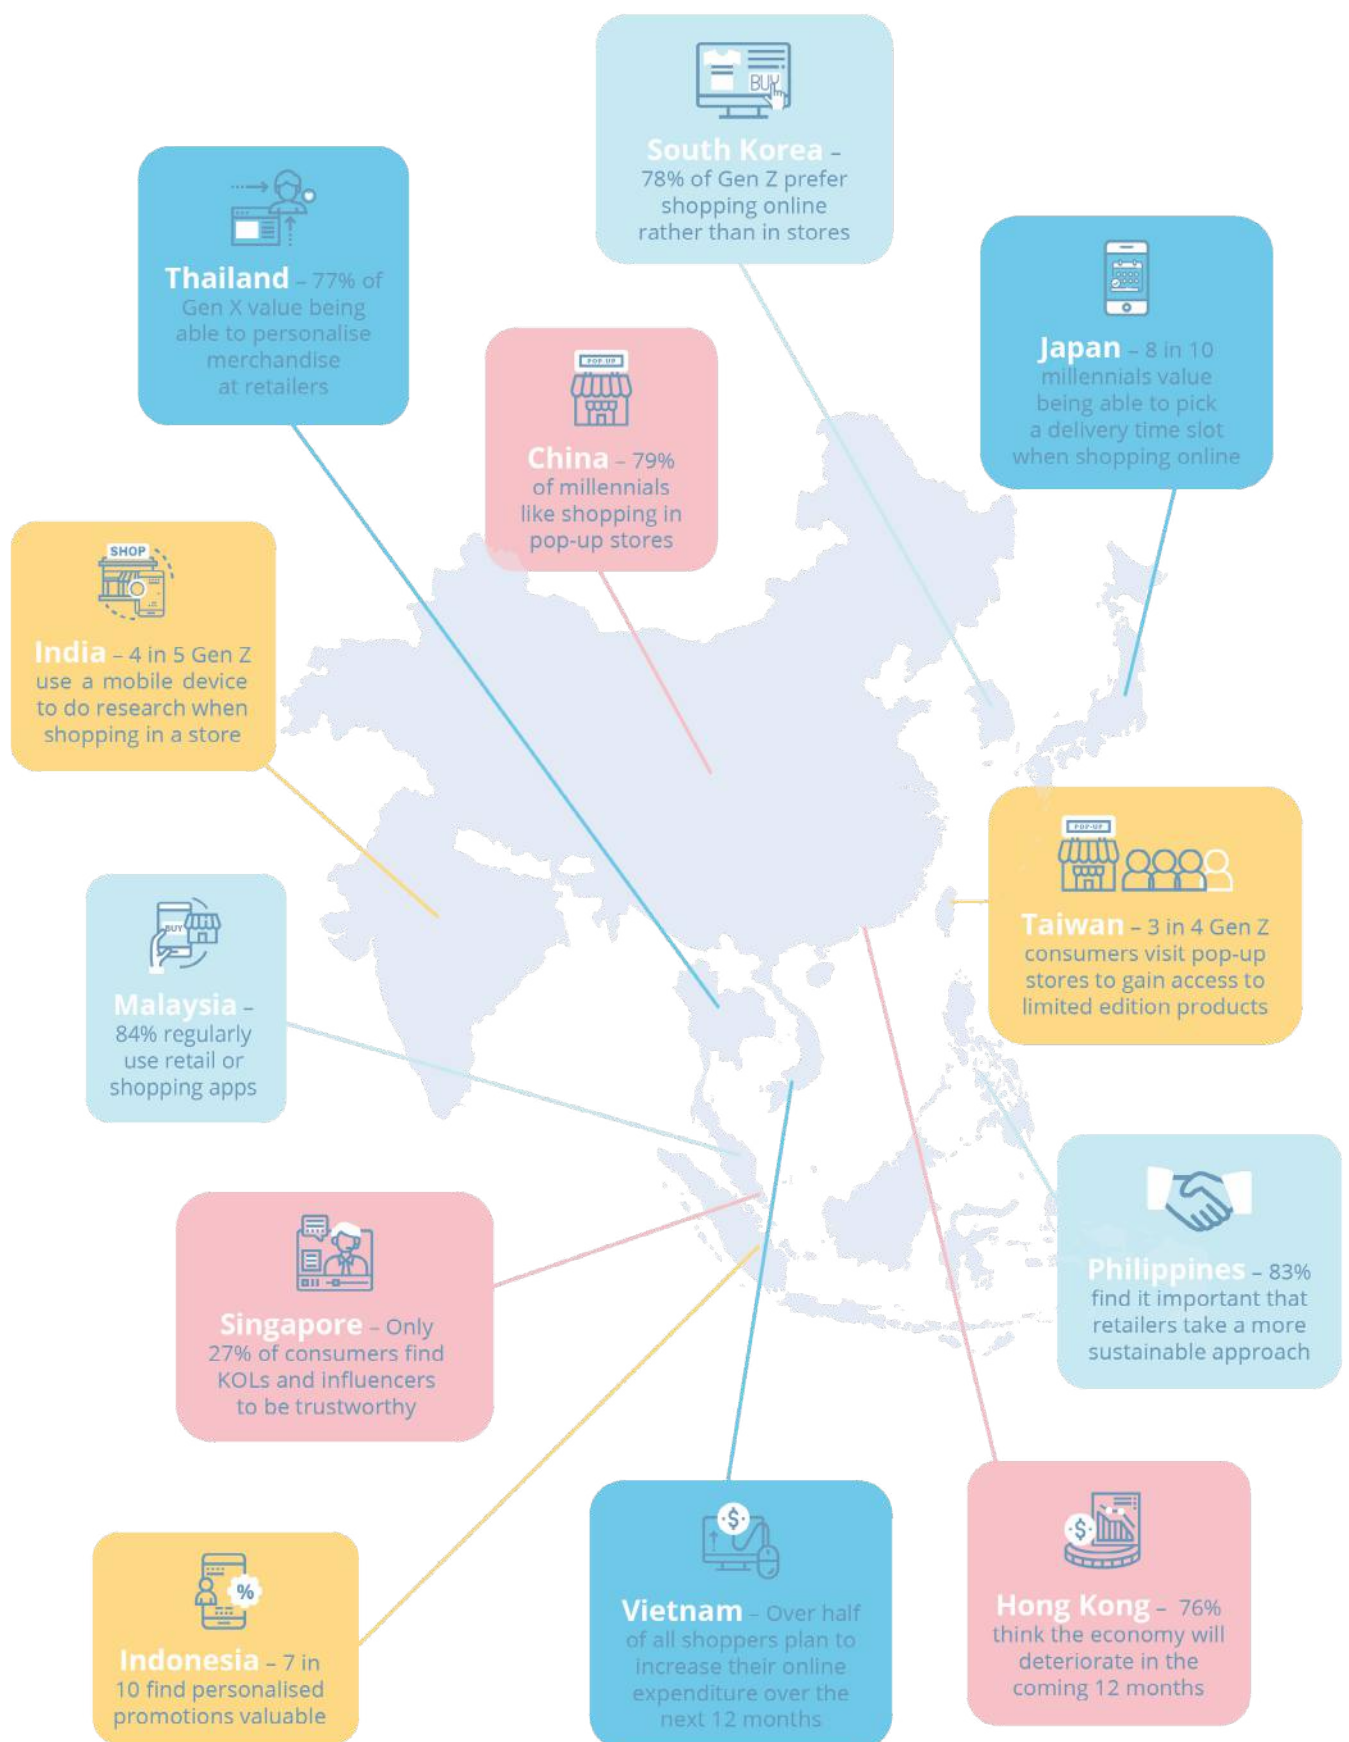 BUY
South Korea –
78% of Gen Z prefer
shopping online
rather than in stores
Thailand – 77% of
Gen X value being
able to personalise
merchandise
at retailers
Japan – 8 in 10
millennials value
being able to pick
a delivery time slot
when shopping online
POP-UP
China – 79%
of millennials
like shopping in
pop-up stores
SHOP
India – 4 in 5 Gen Z
use a mobile device
to do research when
shopping in a store
POP-UP
Taiwan – 3 in 4 Gen Z
consumers visit pop-up
stores to gain access to
limited edition products
BUY
Malaysia –
84% regularly
use retail or
shopping apps
Philippines – 83%
find it important that
retailers take a more
sustainable approach
Singapore – Only
27% of consumers find
KOLs and influencers
to be trustworthy
$
Vietnam – Over half
of all shoppers plan to
increase their online
expenditure over the
next 12 months
$
Hong Kong – 76%
think the economy will
deteriorate in the
coming 12 months
%
Indonesia – 7 in
10 find personalised
promotions valuable